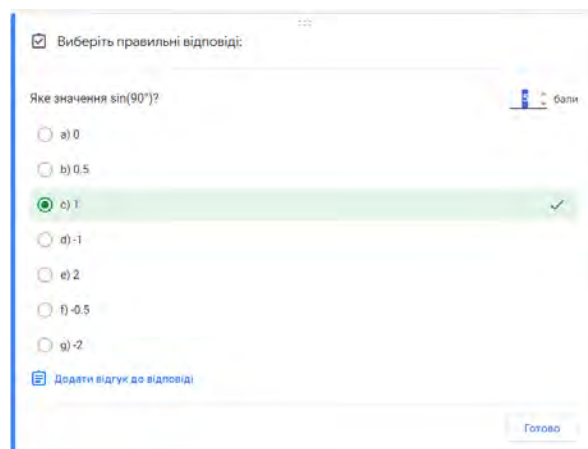 Виберіть правильні відповіді:
Яке значення sin(90°)?
бали
a) 0
b) 0.5
c) 1
d) -1
e) 2
f) -0.5
g) -2
Додати відгук до відповіді
Готово